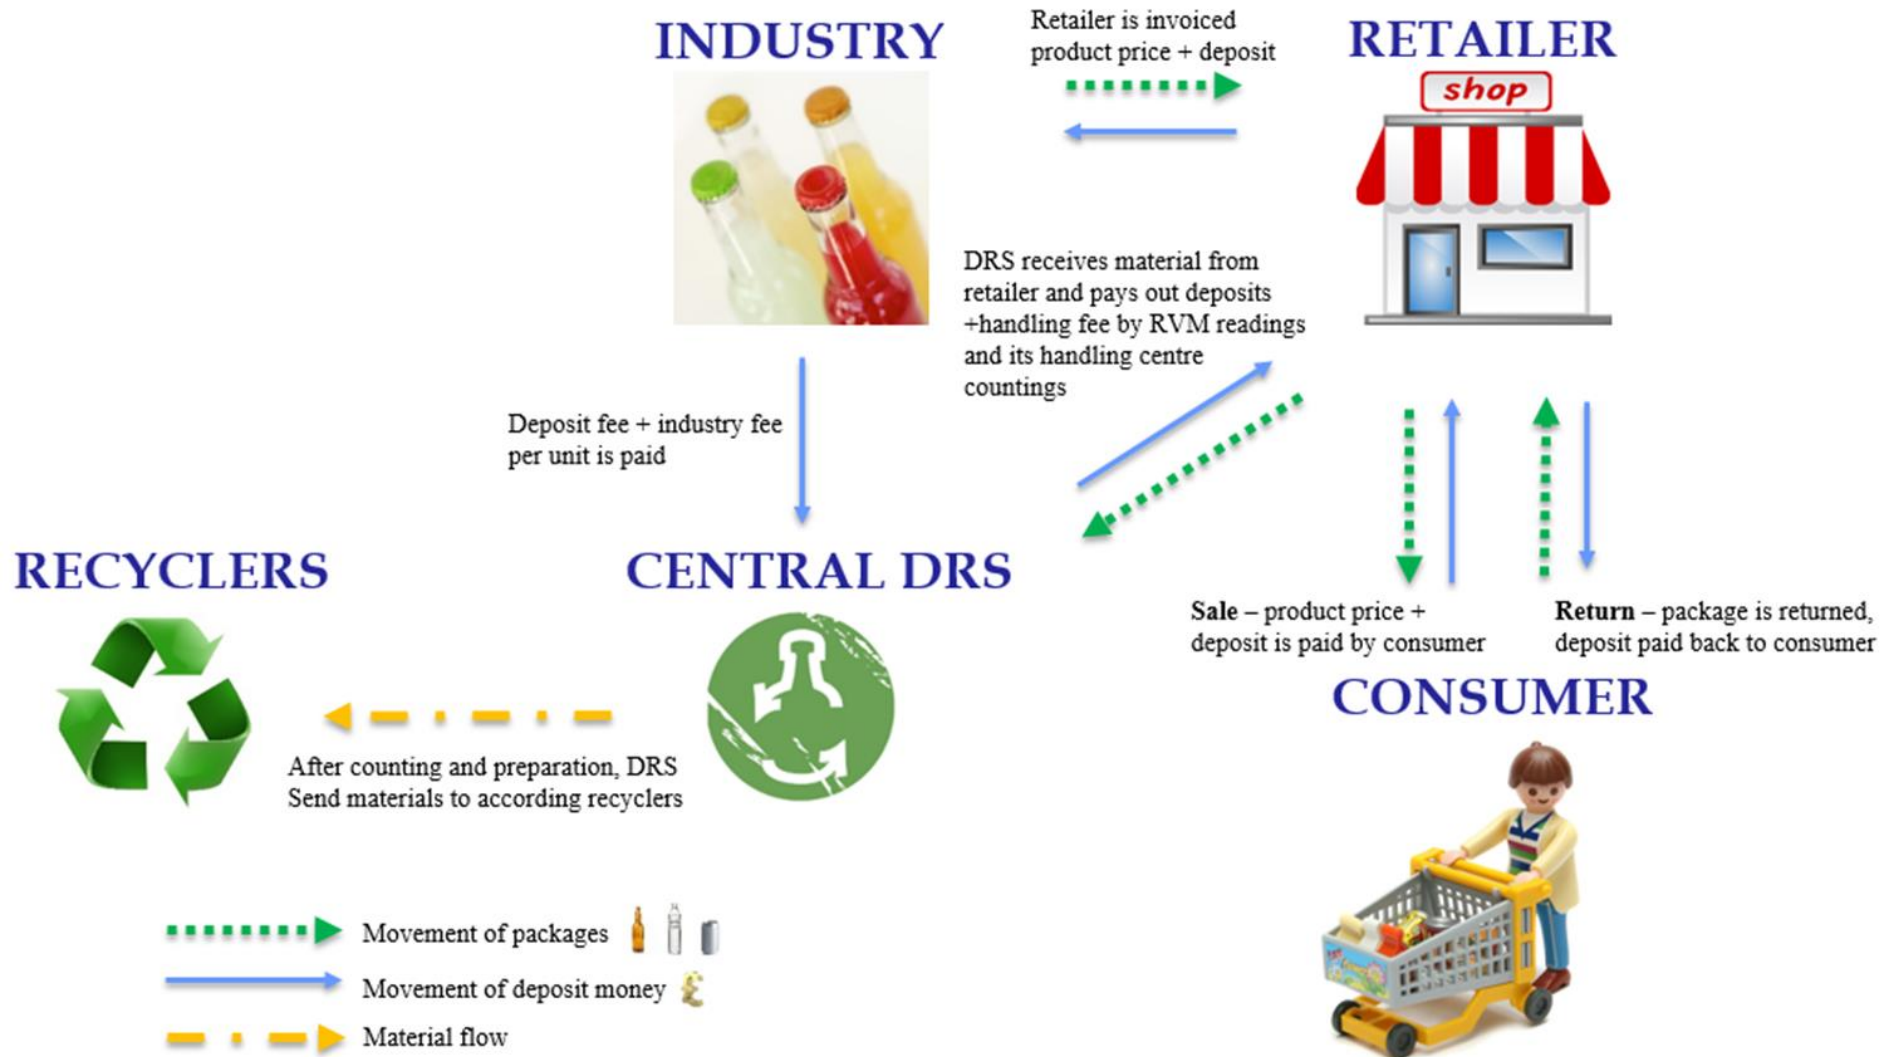 INDUSTRY
Retailer is invoiced
product price + deposit
RETAILER
shop
DRS receives material from
retailer and pays out deposits
+handling fee by RVM readings
and its handling centre
countings
Deposit fee + industry fee
per unit is paid
RECYCLERS
CENTRAL DRS
Sale – product price +
deposit is paid by consumer
Return – package is returned,
deposit paid back to consumer
CONSUMER
After counting and preparation, DRS
Send materials to according recyclers
Movement of packages
Movement of deposit money £
Material flow